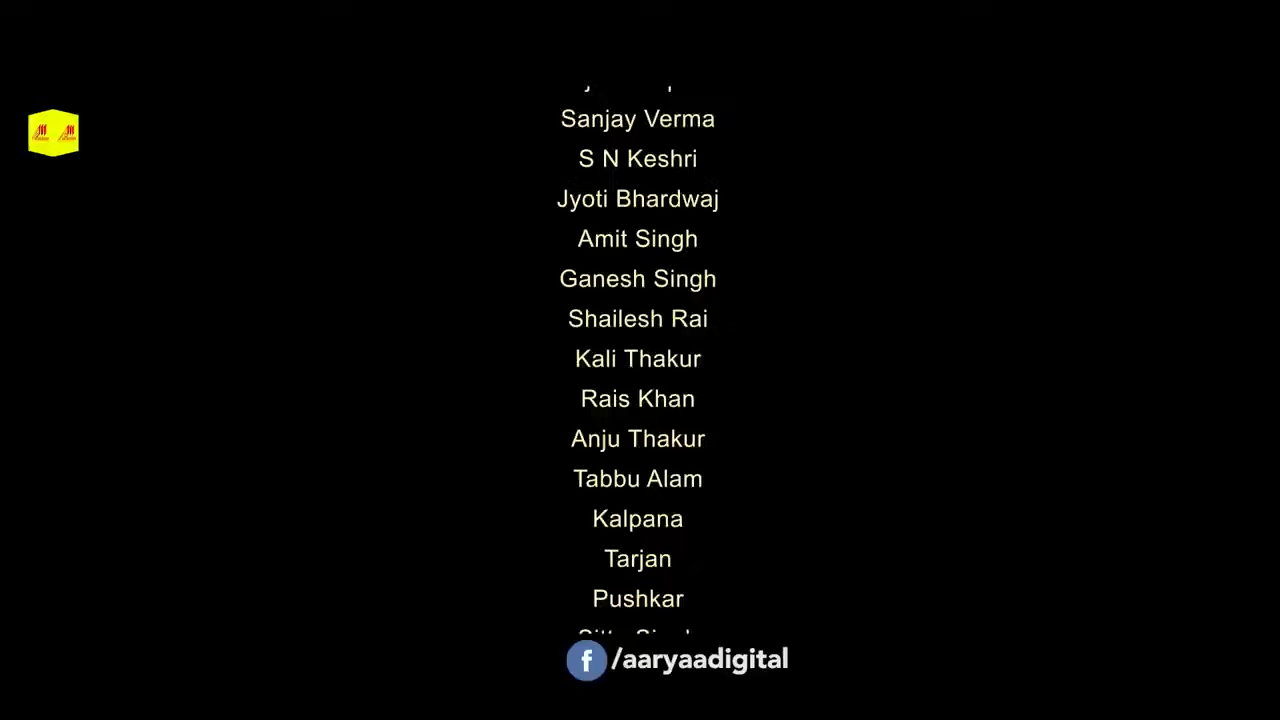 Sanjay Verma
S N Keshri
Jyoti Bhardwaj
Amit Singh
Ganesh Singh
Shailesh Rai
Kali Thakur
Rais Khan
Anju Thakur
Tabbu Alam
Kalpana
Tarjan
Pushkar
/aaryaadigital